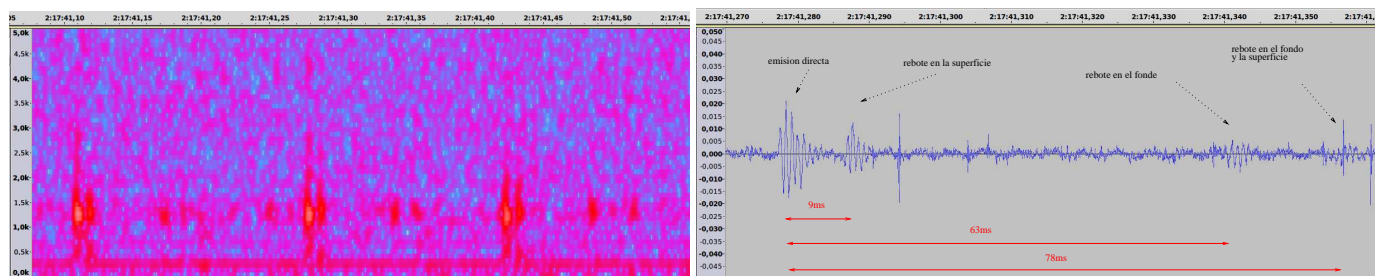 05 2:17:41,10 2:17:41,15 2:17:41,20 2:17:41,25 2:17:41,30 2:17:41,35 2:17:41,40 2:17:41,45 2:17:41,50 2:17:41,55
5,0k
4,5k
4,0k
3,5k
3,0k
2,5k
2,0k
1,5k
1,0k
0,5k
0,0k
2:17:41,270 2:17:41,280 2:17:41,290 2:17:41,300 2:17:41,310 2:17:41,320 2:17:41,330 2:17:41,340 2:17:41,350 2:17:41,
0,050
0,045
0,040
0,035
0,030
0,025
0,020
0,015
0,010
0,005
0,000
-0,005
-0,010
-0,015
-0,020
-0,025
-0,030
-0,035
-0,040
-0,045
emision directa
rebote en la superficie
rebote en el fonde
rebote en el fondo
y la superficie
9ms
63ms
78ms